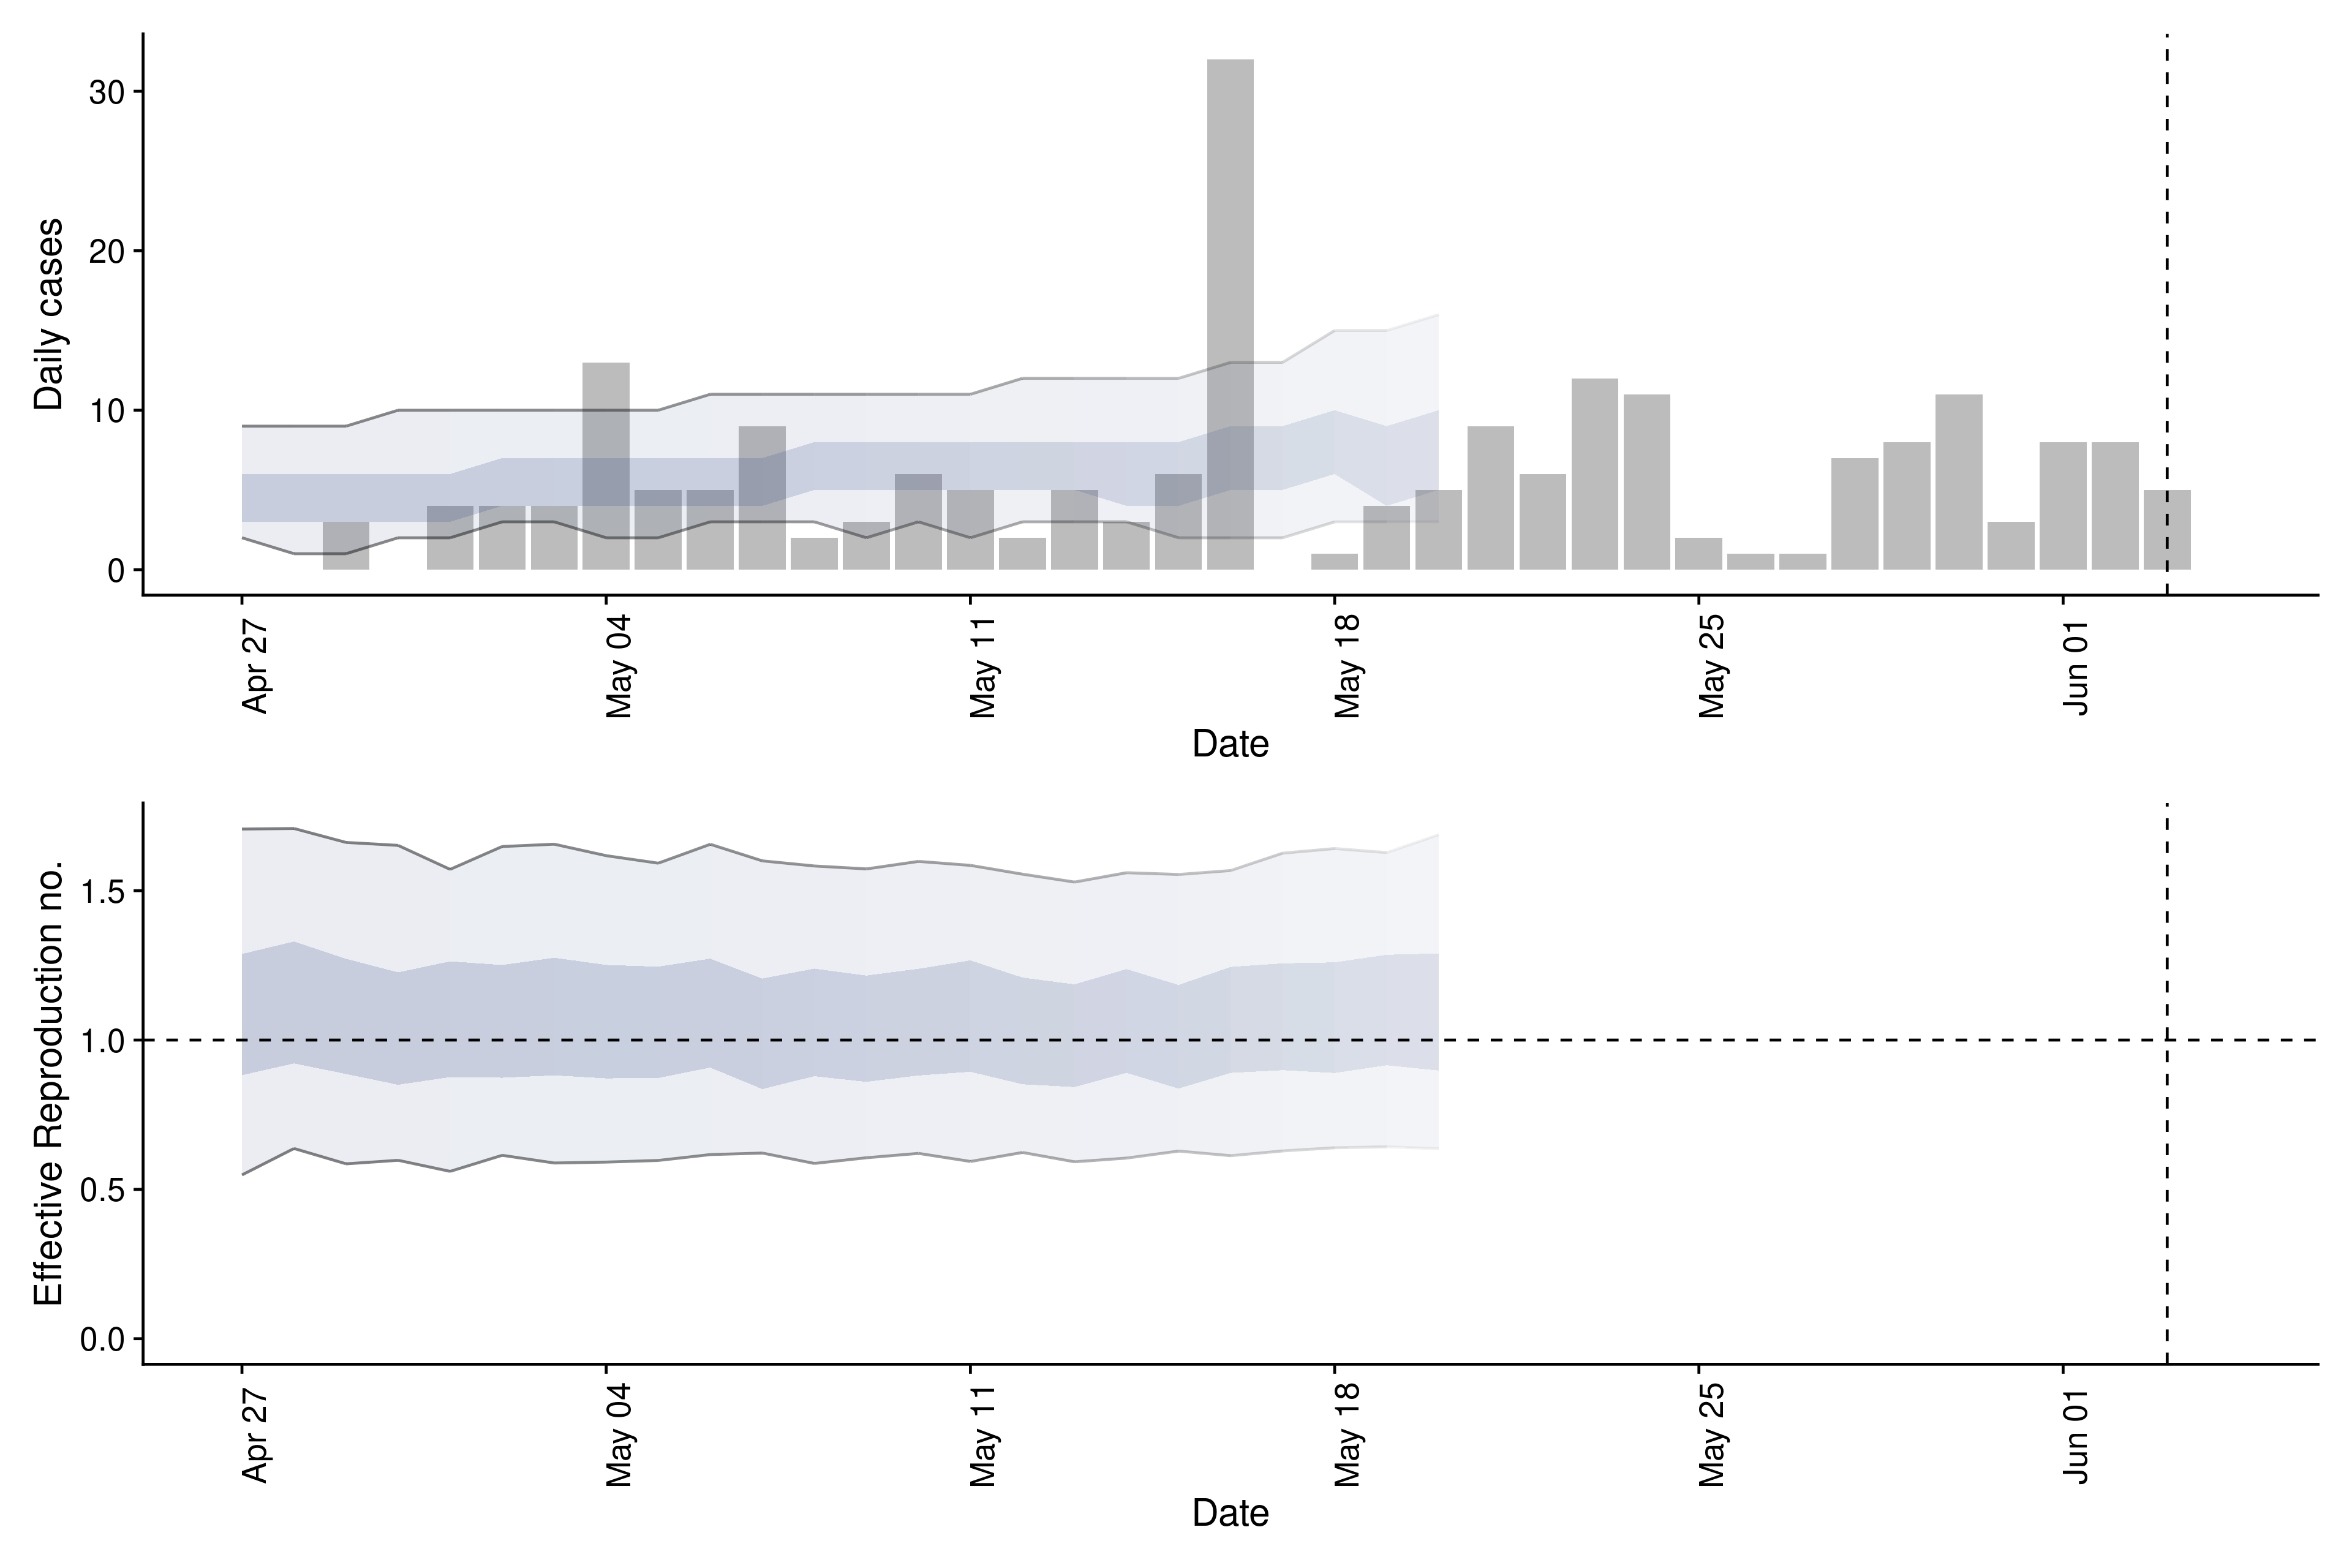 Daily cases
30
20
10
0
Apr 27
May 04
May 11
May 18
May 25
Jun 01
Date
Effective Reproduction no.
1.5
1.0
0.5
0.0
Apr 27
May 04
May 11
May 18
May 25
Jun 01
Date